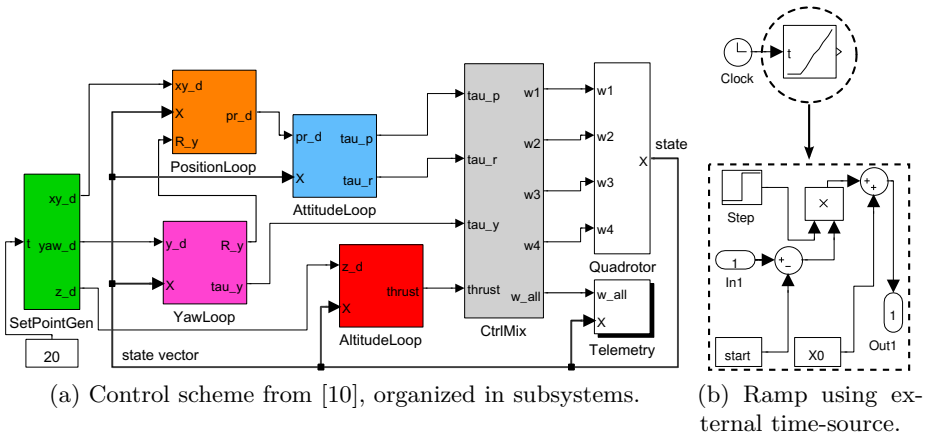 xy_d
X
R_y
pr_d
PositionLoop
pr_d
X
tau_p
tau_r
AttitudeLoop
tau_p
tau_r
tau_y
thrust
w1
w2
w3
w4
w_all
CtrlMix
w1
w2
w3
w4
X
Quadrotor
state
w_all
X
Telemetry
t
xy_d
yaw_d
z_d
SetPointGen
20
y_d
X
R_y
tau_y
YawLoop
z_d
X
thrust
AltitudeLoop
state vector
(a) Control scheme from [10], organized in subsystems.
Clock
t
Step
×
+
+
1
In1
+
−
start
X0
1
Out1
(b) Ramp using ex-
ternal time-source.